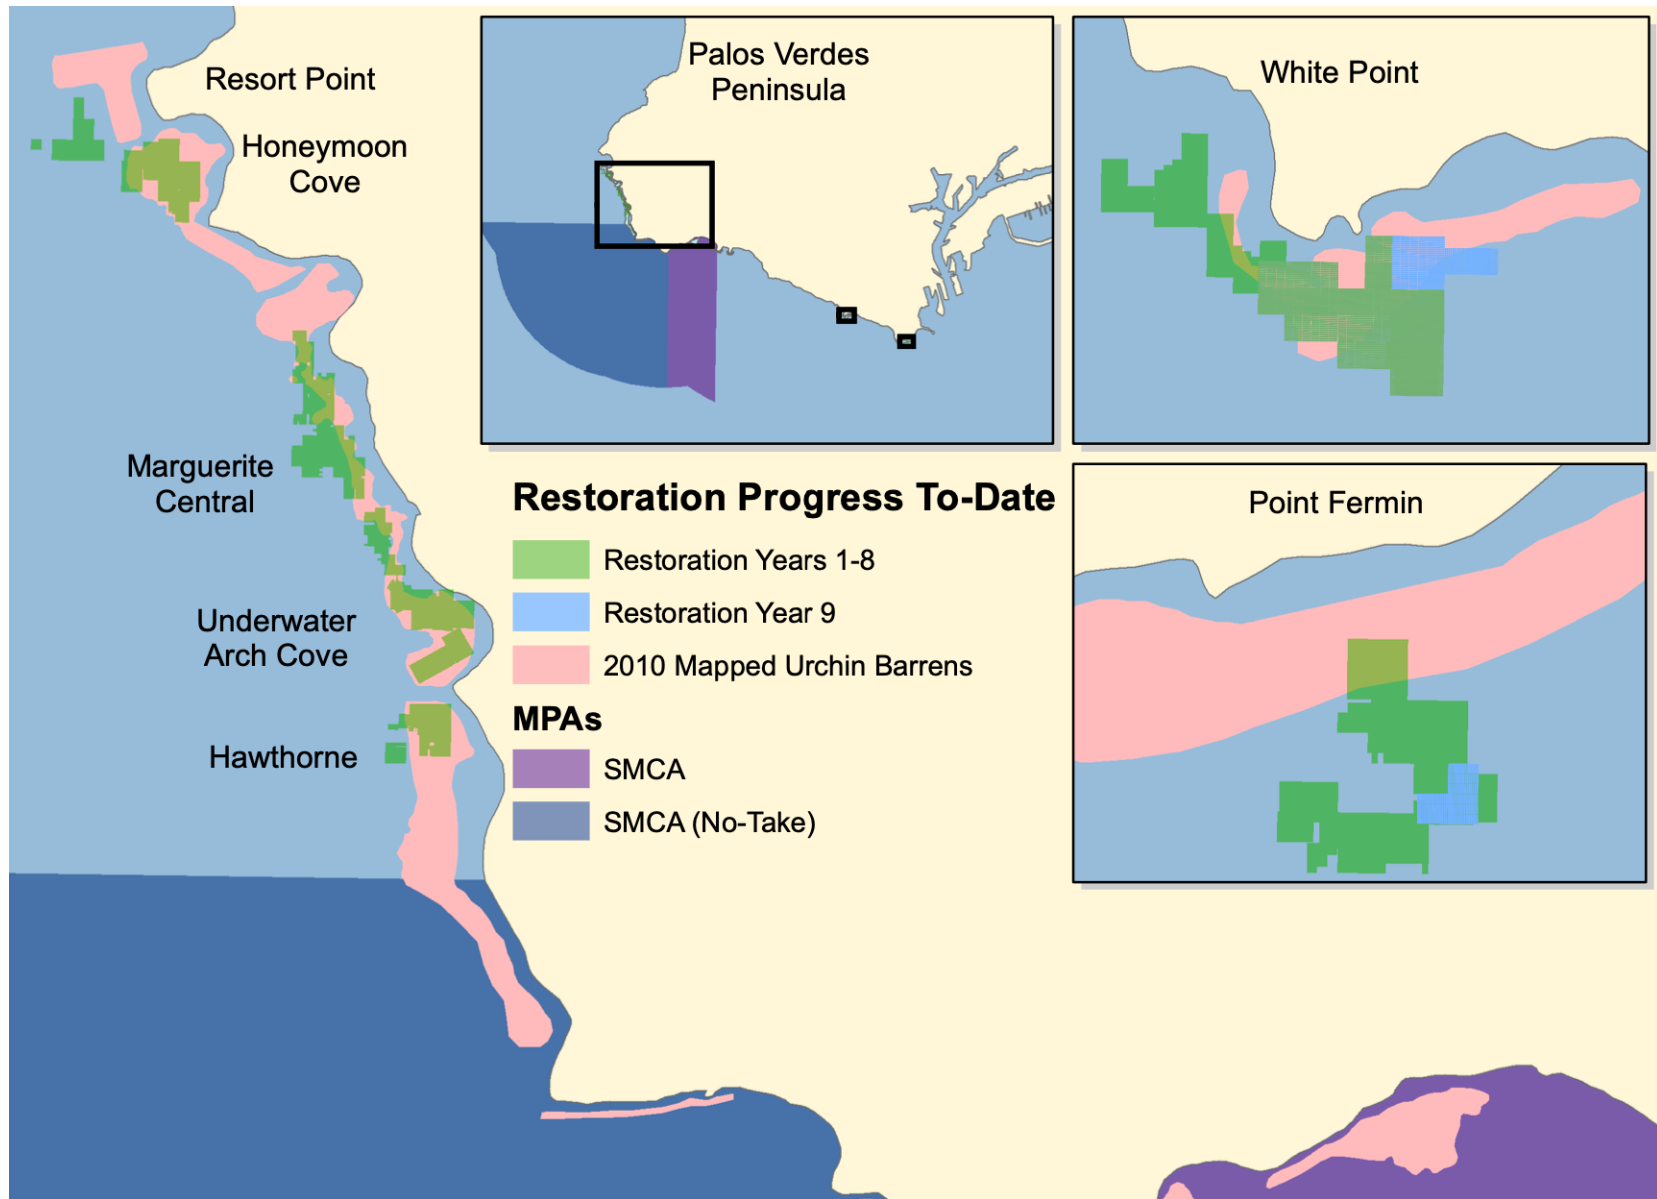 Resort Point
Honeymoon
Cove
Marguerite
Central
Underwater
Arch Cove
Hawthorne
Palos Verdes
Peninsula
White Point
Point Fermin
Restoration Progress To-Date
Restoration Years 1-8
Restoration Year 9
2010 Mapped Urchin Barrens
MPAs
SMCA
SMCA (No-Take)